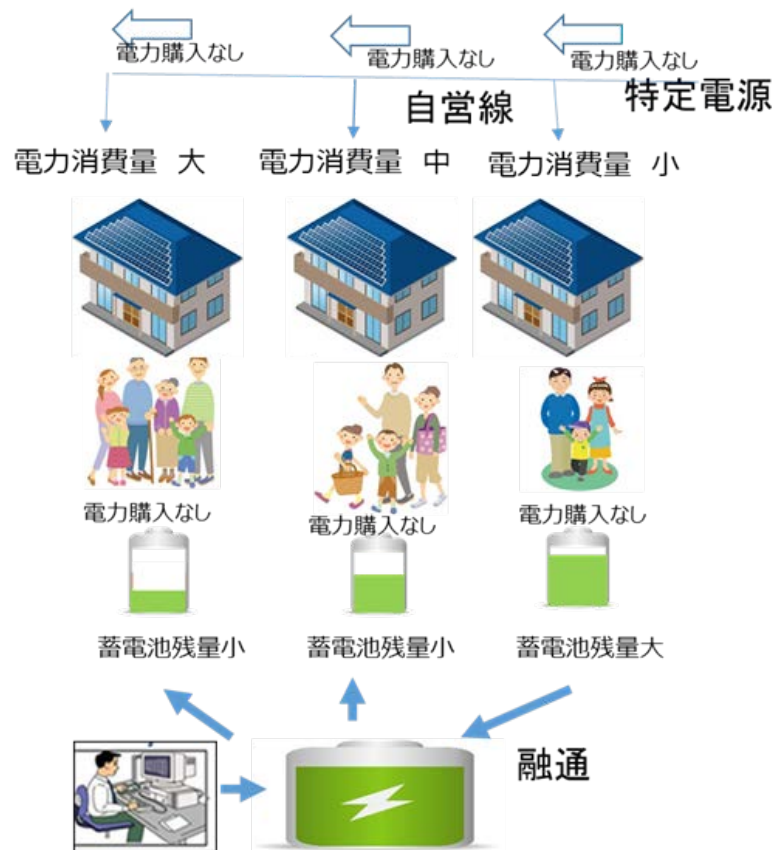 電力購入なし
電力購入なし
電力購入なし
自営線
特定電源
電力消費量 大
電力消費量 中
電力消費量 小
電力購入なし
電力購入なし
電力購入なし
蓄電池残量小
蓄電池残量小
蓄電池残量大
融通